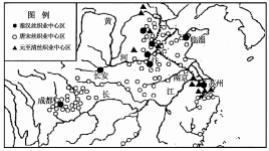 图例
秦汉丝织业中心区
唐宋丝织业中心区
元至清丝织业中心区
黄
河
临淄
长安
南京
苏州
成都
长
江